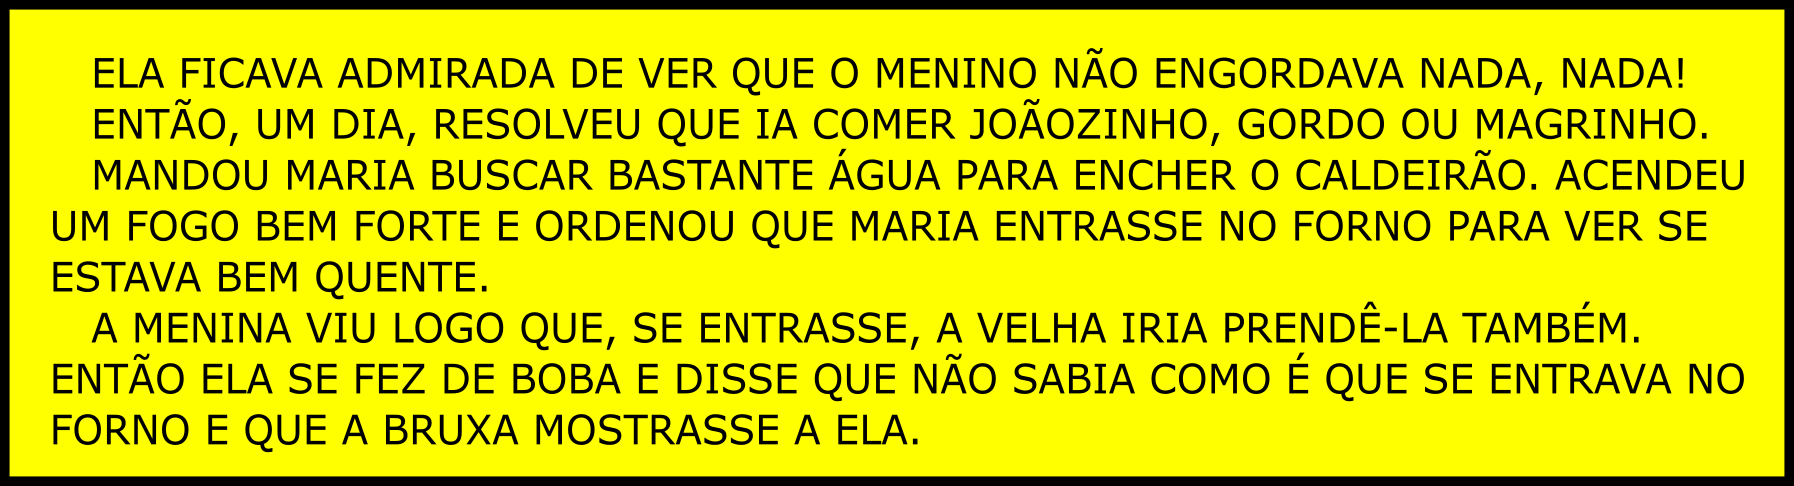 ELA FICAVA ADMIRADA DE VER QUE O MENINO NÃO ENGORDAVA NADA, NADA!
ENTÃO, UM DIA, RESOLVEU QUE IA COMER JOÃOZINHO, GORDO OU MAGRINHO.
MANDOU MARIA BUSCAR BASTANTE ÁGUA PARA ENCHER O CALDEIRÃO. ACENDEU
UM FOGO BEM FORTE E ORDENOU QUE MARIA ENTRASSE NO FORNO PARA VER SE
ESTAVA BEM QUENTE.
A MENINA VIU LOGO QUE, SE ENTRASSE, A VELHA IRIA PRENDÊ-LA TAMBÉM.
ENTÃO ELA SE FEZ DE BOBA E DISSE QUE NÃO SABIA COMO É QUE SE ENTRAVA NO
FORNO E QUE A BRUXA MOSTRASSE A ELA.